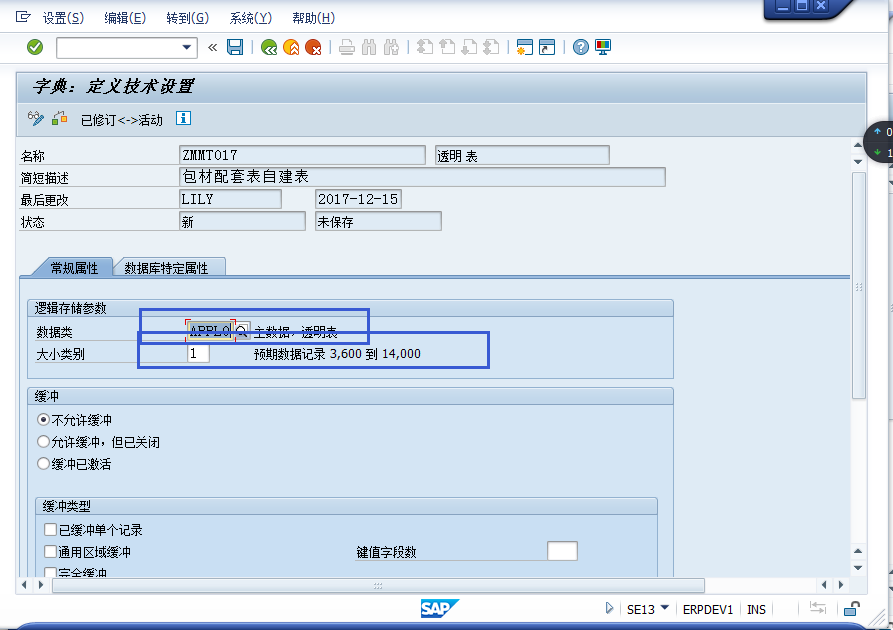 设置(S) 编辑(E) 转到(G) 系统(Y) 帮助(H)
字典: 定义技术设置
已修订<->活动
名称 ZMMT017 透明 表
简短描述 包材配套表自建表
最后更改 LILY 2017-12-15
状态 新 未保存
常规属性 数据库特定属性
逻辑存储参数
数据类 APPL0 主数据，透明表
大小类别 1 预期数据记录 3,600 到 14,000
缓冲
不允许缓冲
允许缓冲，但已关闭
缓冲已激活
缓冲类型
已缓冲单个记录
通用区域缓冲 键值字段数
完全缓冲
SAP SE13 ERPDEV1 INS